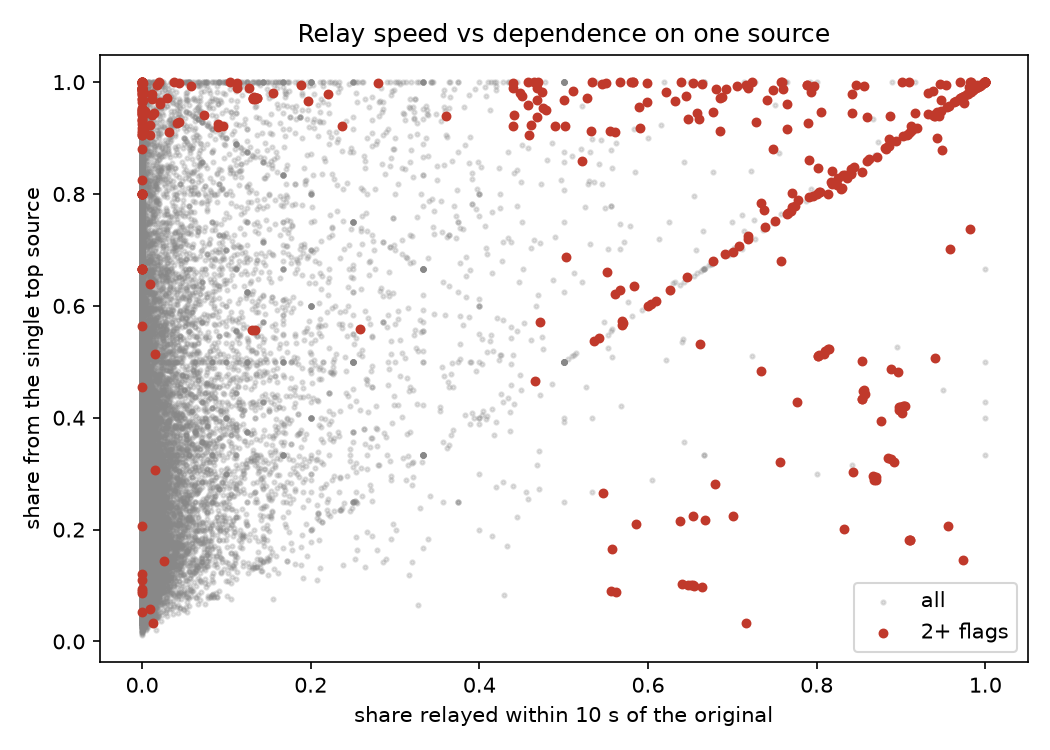 Relay speed vs dependence on one source
share from the single top source
1.0
0.8
0.6
0.4
0.2
0.0
all
2+ flags
0.0 0.2 0.4 0.6 0.8 1.0
share relayed within 10 s of the original